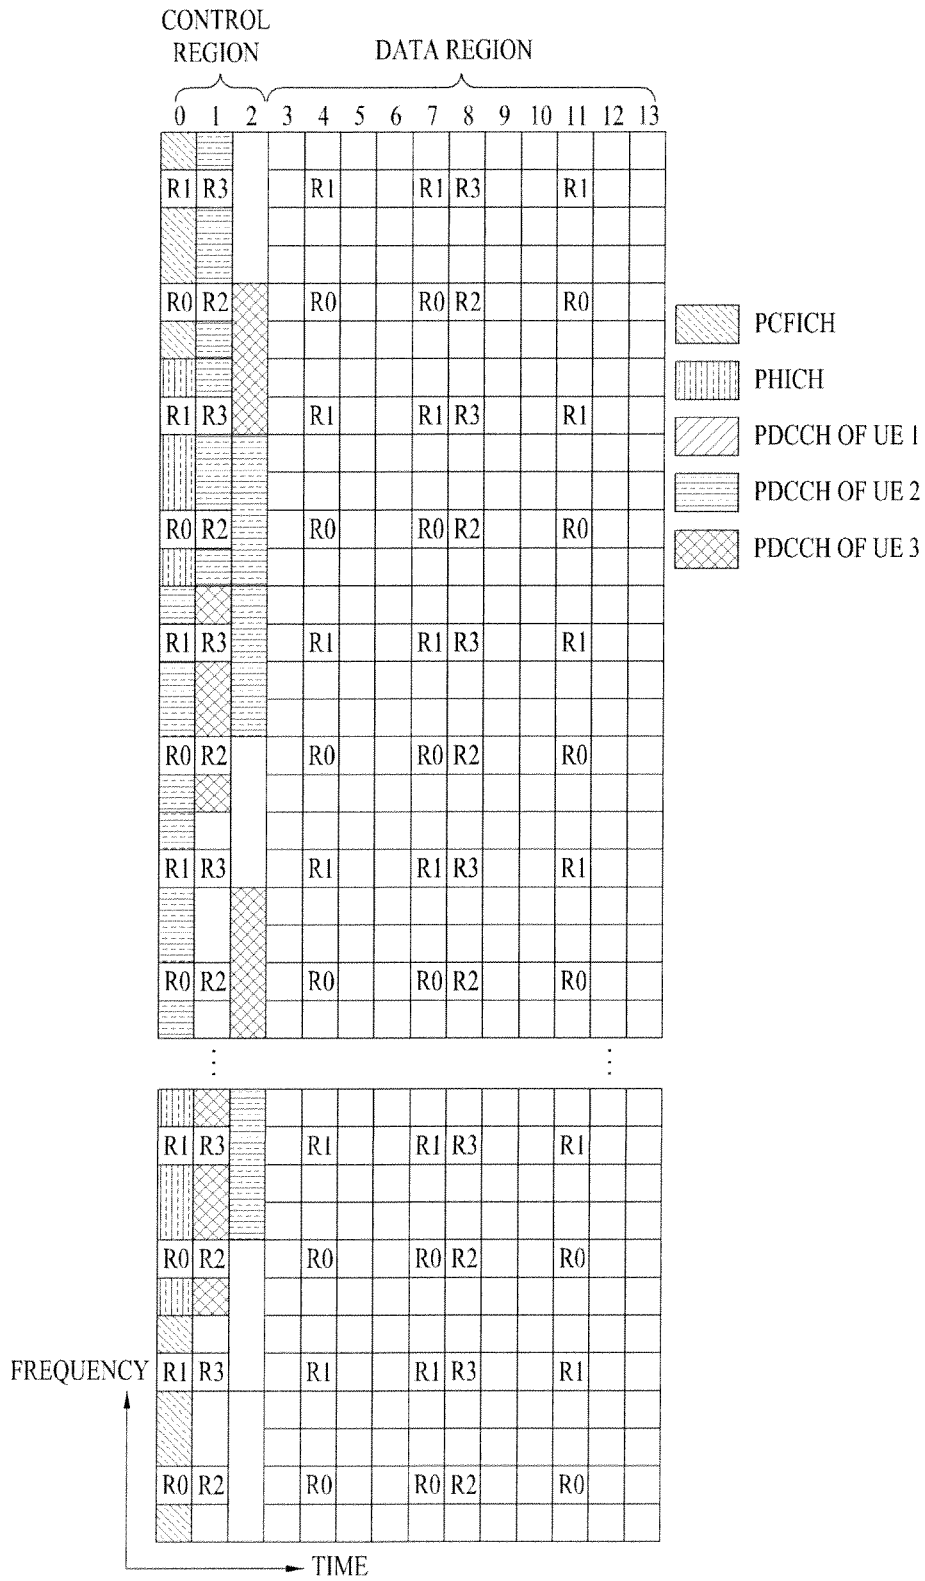 CONTROL
REGION
DATA REGION
0 1 2 3 4 5 6 7 8 9 10 11 12 13
R1 R3 R1 R1 R3 R1
R0 R2 R0 R0 R2 R0
PCFICH
PHICH
R1 R3 R1 R1 R3 R1
PDCCH OF UE 1
PDCCH OF UE 2
R0 R2 R0 R0 R2 R0
PDCCH OF UE 3
R1 R3 R1 R1 R3 R1
R0 R2 R0 R0 R2 R0
R1 R3 R1 R1 R3 R1
R0 R2 R0 R0 R2 R0
R1 R3 R1 R1 R3 R1
R0 R2 R0 R0 R2 R0
FREQUENCY
R1 R3 R1 R1 R3 R1
R0 R2 R0 R0 R2 R0
TIME